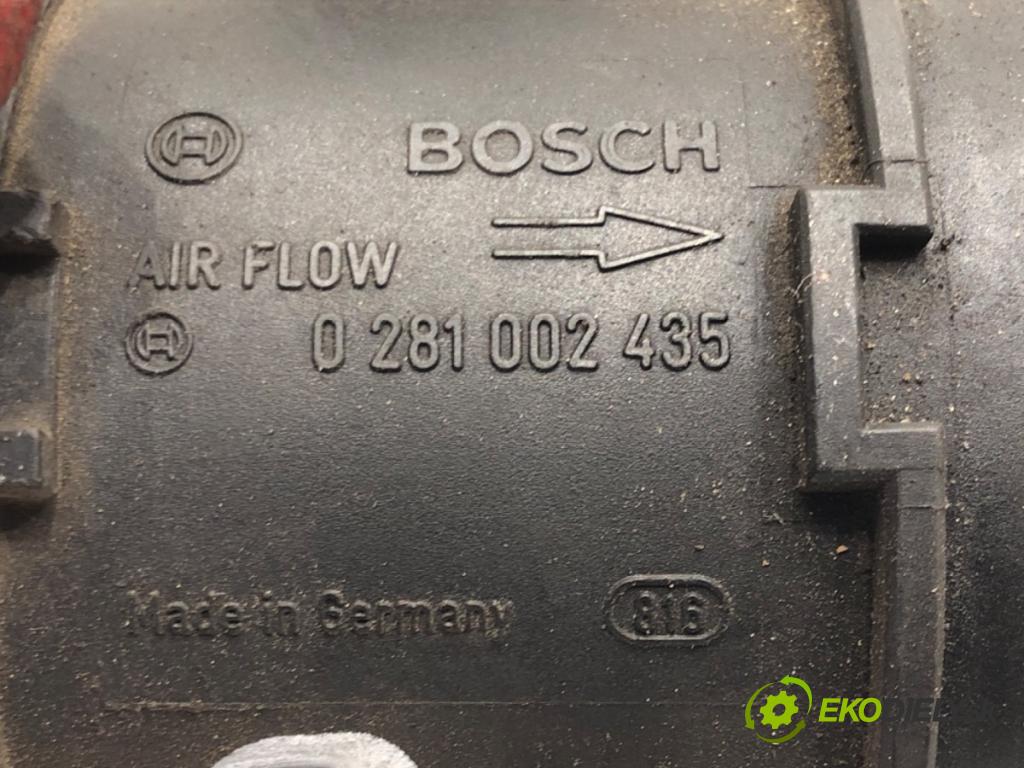 BOSCH
AIR FLOW
0 281 002 435
Made in Germany
816
EKO